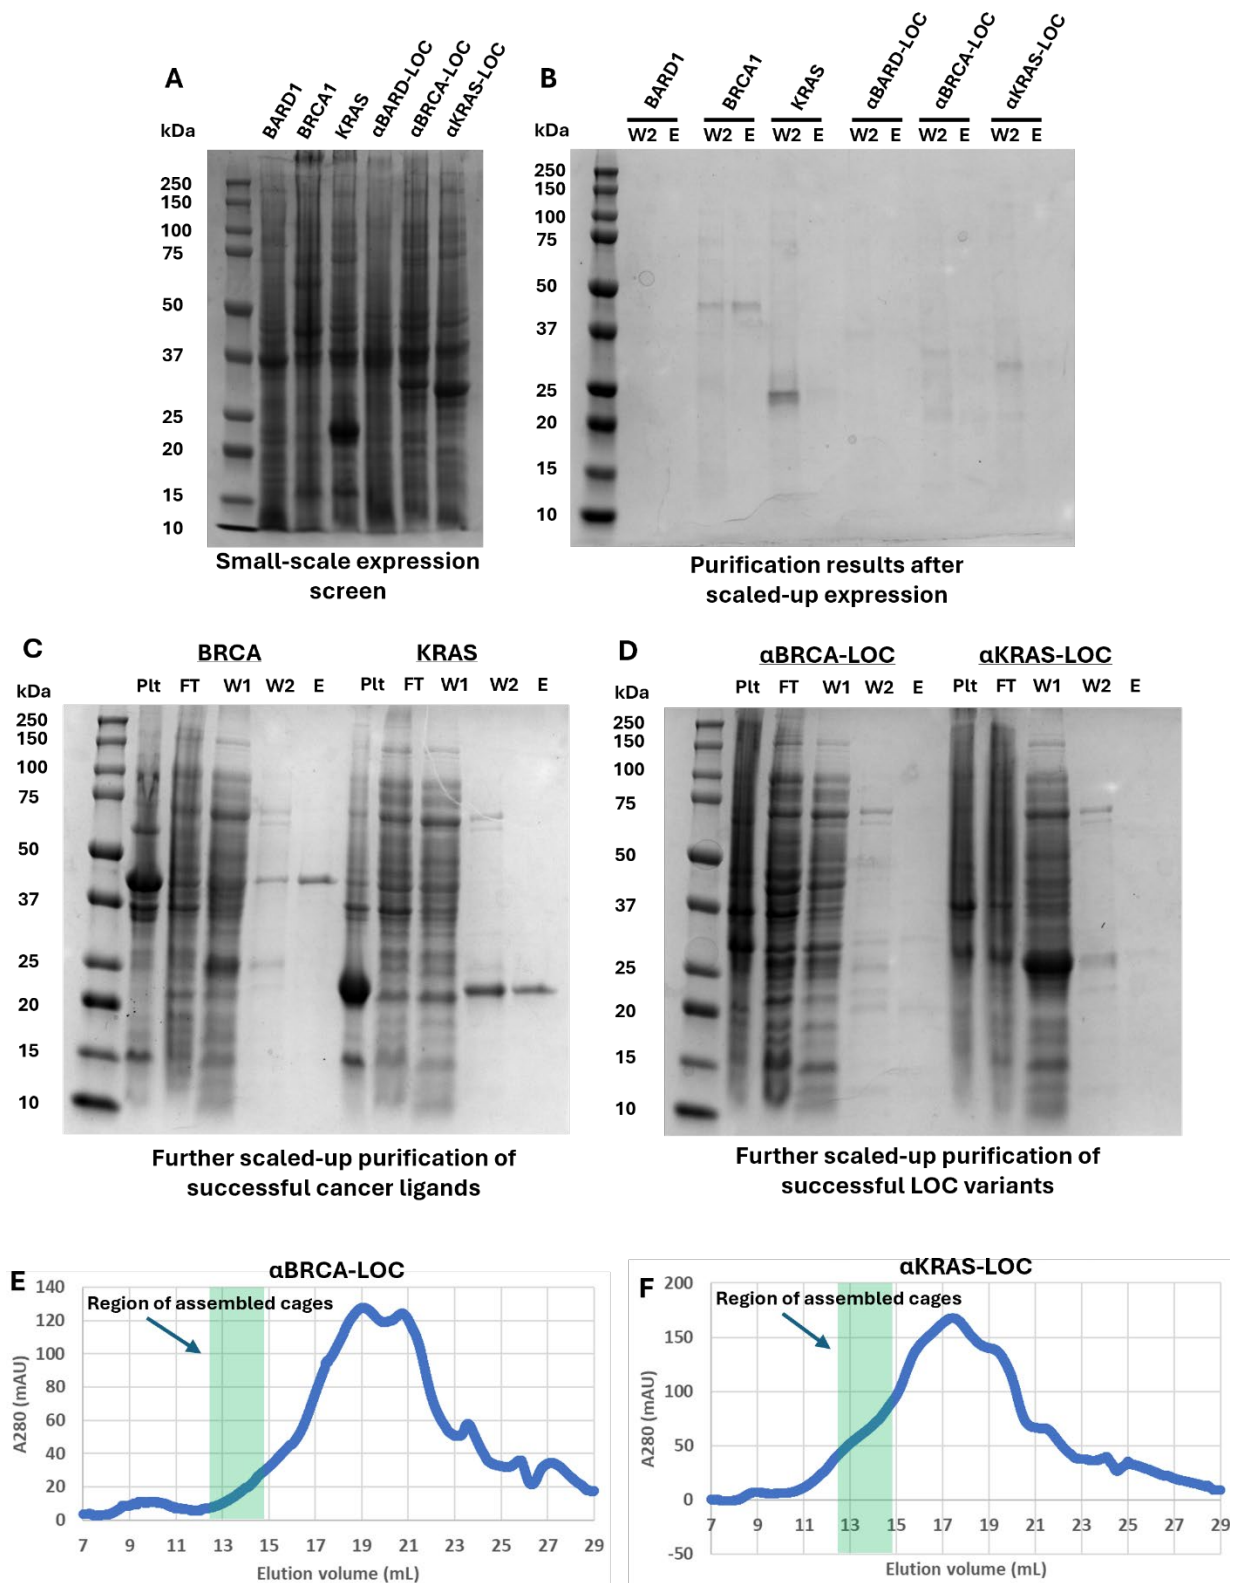 A
BARD1
BRCA1
KRAS
αBARD-LOC
αBRCA-LOC
αKRAS-LOC
kDa
250
150
100
75
50
37
25
20
15
10
Small-scale expression
screen
B
BARD1
BRCA1
KRAS
αBARD-LOC
αBRCA-LOC
αKRAS-LOC
kDa
W2 E W2 E W2 E W2 E W2 E W2 E
250
150
100
75
50
37
25
20
15
10
Purification results after
scaled-up expression
C
BRCA KRAS
kDa
Plt FT W1 W2 E Plt FT W1 W2 E
250
150
100
75
50
37
25
20
15
10
Further scaled-up purification of
successful cancer ligands
D
αBRCA-LOC αKRAS-LOC
kDa
Plt FT W1 W2 E Plt FT W1 W2 E
250
150
100
75
50
37
25
20
15
10
Further scaled-up purification of
successful LOC variants
E
αBRCA-LOC
Region of assembled cages
A280 (mAU)
140
120
100
80
60
40
20
0
7 9 11 13 15 17 19 21 23 25 27 29
Elution volume (mL)
F
αKRAS-LOC
Region of assembled cages
A280 (mAU)
200
150
100
50
0
-50
7 9 11 13 15 17 19 21 23 25 27 29
Elution volume (mL)